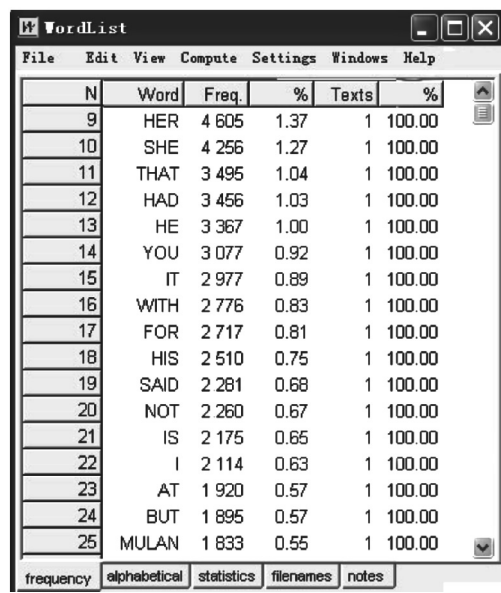 WordList
File Edit View Compute Settings Windows Help
N Word Freq. % Texts %
9 HER 4 605 1.37 1 100.00
10 SHE 4 256 1.27 1 100.00
11 THAT 3 495 1.04 1 100.00
12 HAD 3 456 1.03 1 100.00
13 HE 3 367 1.00 1 100.00
14 YOU 3 077 0.92 1 100.00
15 IT 2 977 0.89 1 100.00
16 WITH 2 776 0.83 1 100.00
17 FOR 2 717 0.81 1 100.00
18 HIS 2 510 0.75 1 100.00
19 SAID 2 281 0.68 1 100.00
20 NOT 2 260 0.67 1 100.00
21 IS 2 175 0.65 1 100.00
22 I 2 114 0.63 1 100.00
23 AT 1 920 0.57 1 100.00
24 BUT 1 895 0.57 1 100.00
25 MULAN 1 833 0.55 1 100.00
frequency alphabetical statistics filenames notes